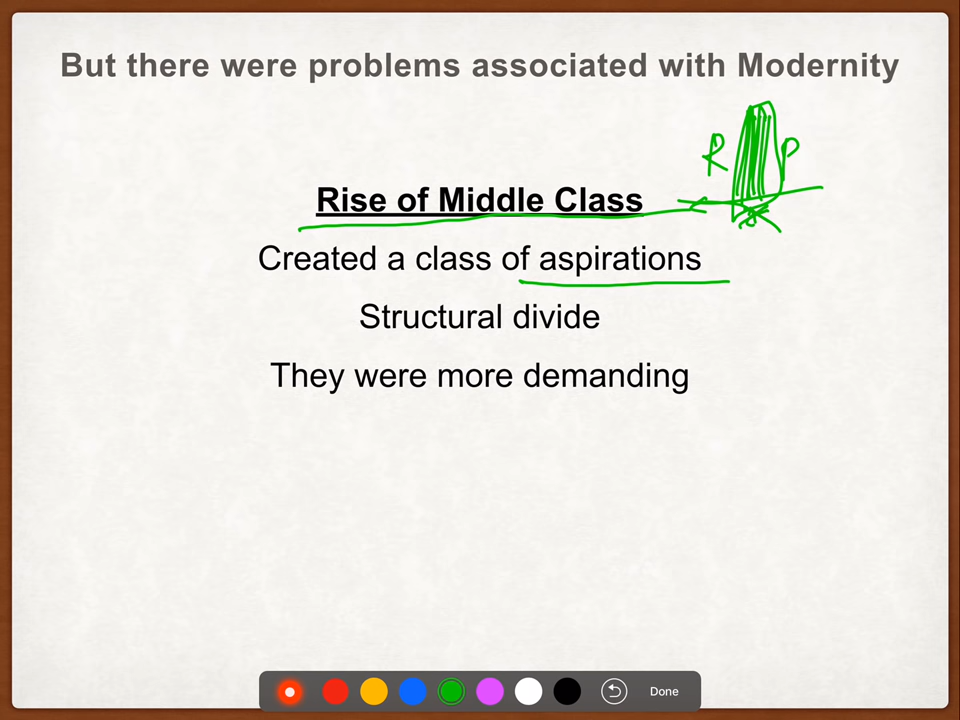 But there were problems associated with Modernity
R P
Rise of Middle Class
Created a class of aspirations
Structural divide
They were more demanding
Done